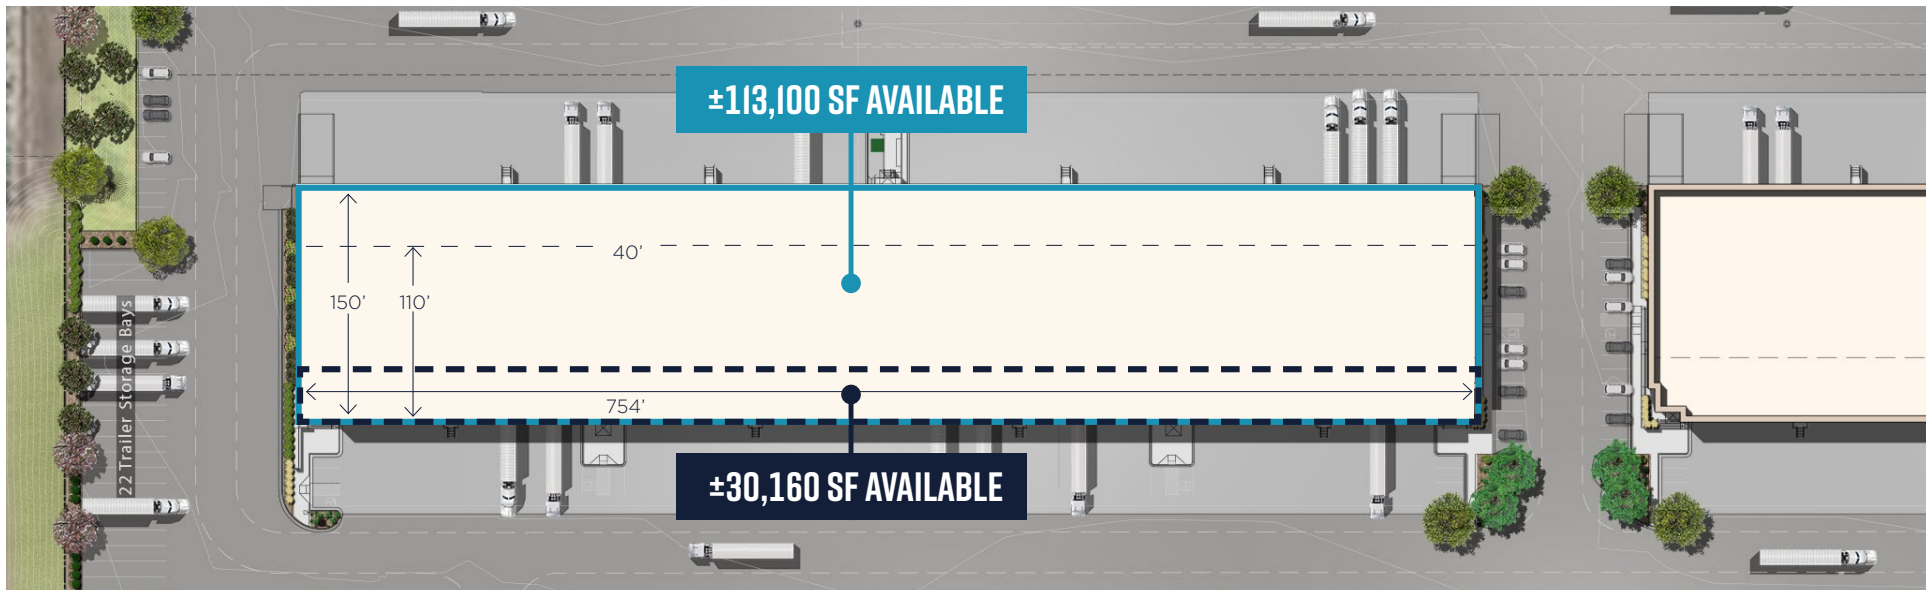 ±113,100 SF AVAILABLE
40’
150’
110’
22 Trailer Storage Bays
754’
±30,160 SF AVAILABLE